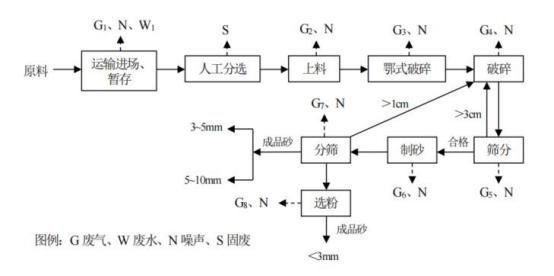 G₁、N、W₁
S
G₂、N
G₃、N
G₄、N
原料
运输进场、
暂存
人工分选
上料
鄂式破碎
破碎
G₇、N
>1cm
>3cm
3~5mm
成品砂
分筛
制砂
合格
筛分
5~10mm
G₈、N
选粉
G₆、N
G₅、N
成品砂
<3mm
图例：G 废气、W 废水、N 噪声、S 固废